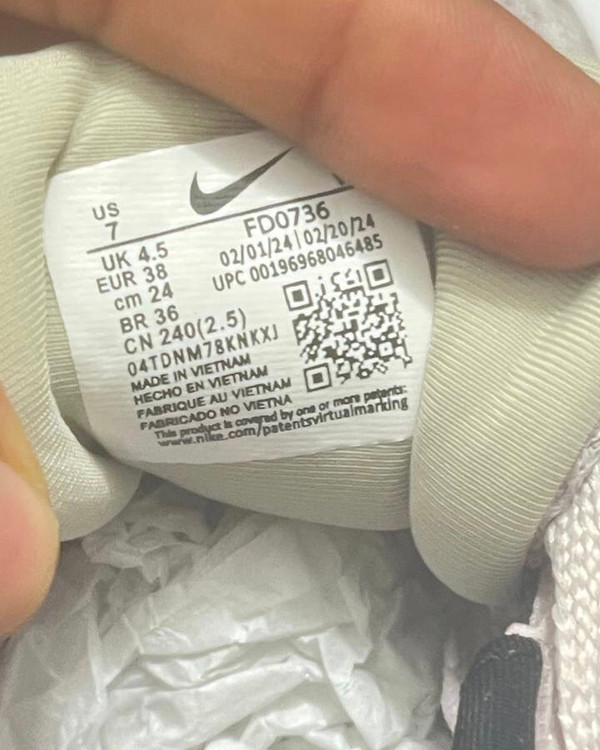 US
7
UK 4.5
EUR 38
cm 24
BR 36
CN 240(2.5)
04TDNM78KNKXJ
FD0736
02/01/24|02/20/24
UPC 00196968046485
MADE IN VIETNAM
HECHO EN VIETNAM
FABRIQUE AU VIETNAM
FABRICADO NO VIETNA
This product is covered by one or more patents:
www.nike.com/patentsvirtualmarking